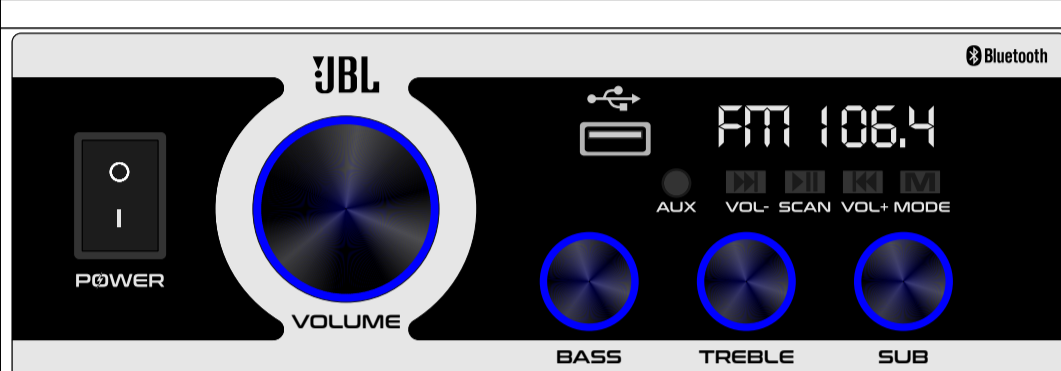 JBL
Bluetooth
FM 106.4
AUX VOL- SCAN VOL+ MODE
POWER
VOLUME
BASS TREBLE SUB